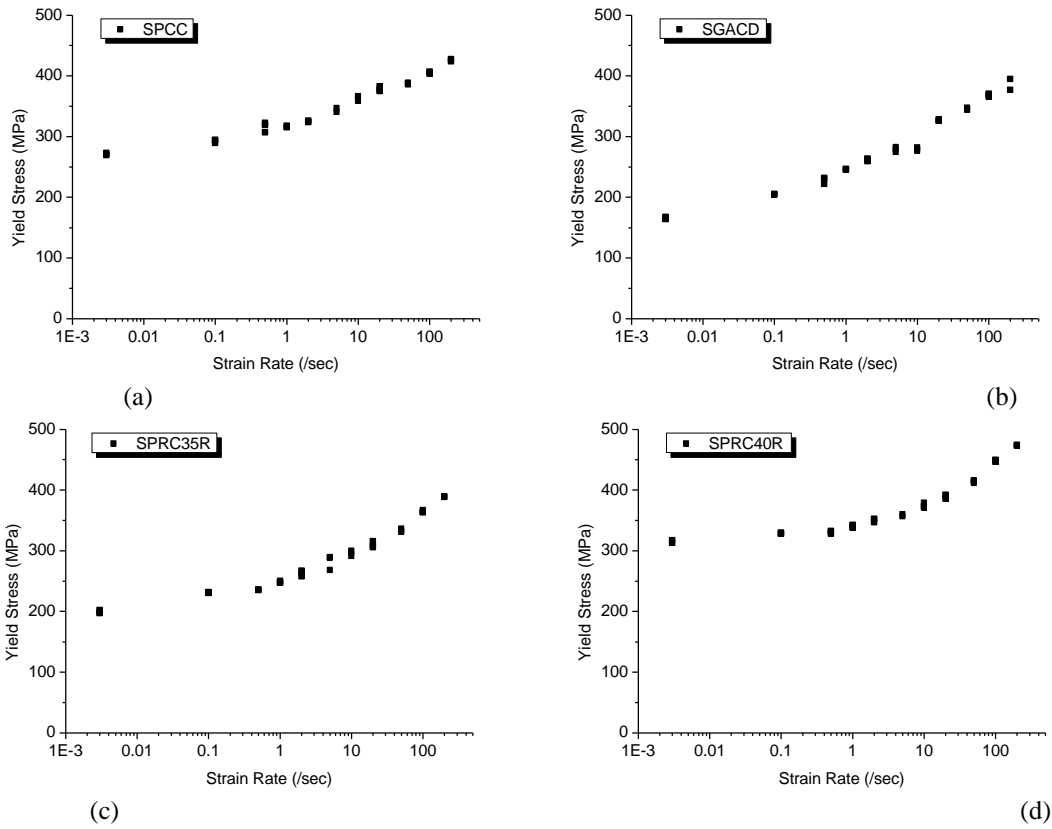 SPCC
500
400
300
200
100
0
Yield Stress (MPa)
1E-3 0.01 0.1 1 10 100
Strain Rate (/sec)
(a)
SGACD
500
400
300
200
100
0
Yield Stress (MPa)
1E-3 0.01 0.1 1 10 100
Strain Rate (/sec)
(b)
SPRC35R
500
400
300
200
100
0
Yield Stress (MPa)
1E-3 0.01 0.1 1 10 100
Strain Rate (/sec)
(c)
SPRC40R
500
400
300
200
100
0
Yield Stress (MPa)
1E-3 0.01 0.1 1 10 100
Strain Rate (/sec)
(d)